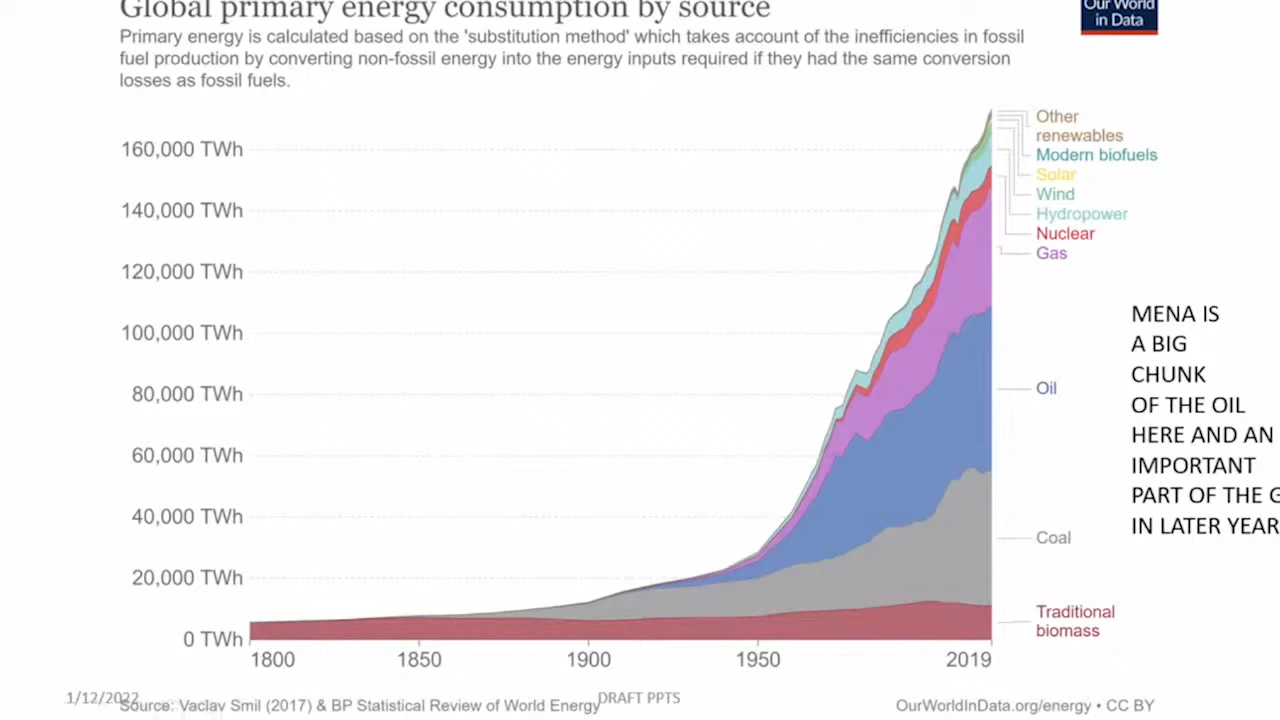 Global primary energy consumption by source
Our World
in Data
Primary energy is calculated based on the 'substitution method' which takes account of the inefficiencies in fossil
fuel production by converting non-fossil energy into the energy inputs required if they had the same conversion
losses as fossil fuels.
160,000 TWh
140,000 TWh
120,000 TWh
100,000 TWh
80,000 TWh
60,000 TWh
40,000 TWh
20,000 TWh
0 TWh
1800
1850
1900
1950
2019
Other
renewables
Modern biofuels
Solar
Wind
Hydropower
Nuclear
Gas
Oil
Coal
Traditional
biomass
MENA IS
A BIG
CHUNK
OF THE OIL
HERE AND AN
IMPORTANT
PART OF THE G
IN LATER YEAR
1/12/2022
DRAFT PPTS
Source: Vaclav Smil (2017) & BP Statistical Review of World Energy
OurWorldInData.org/energy • CC BY